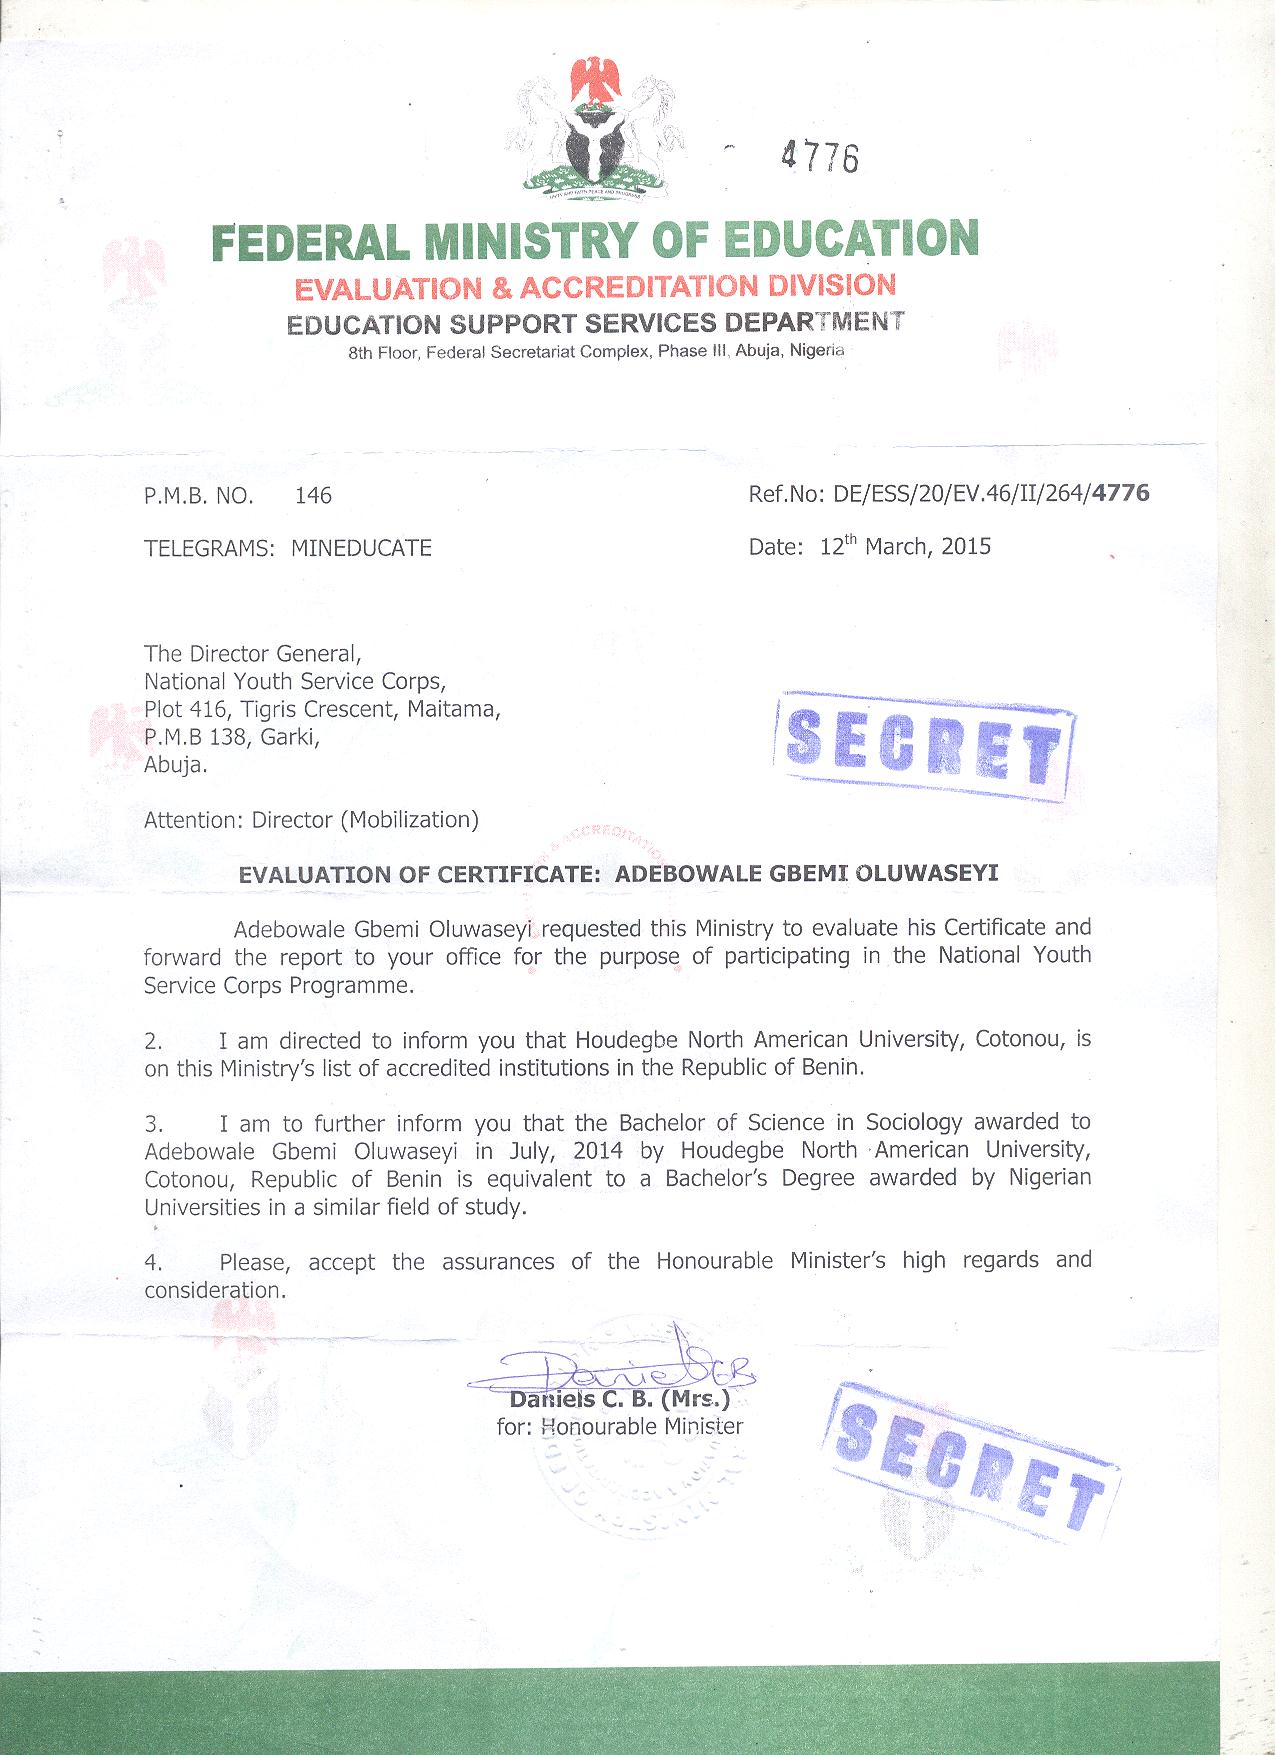 4776
FEDERAL MINISTRY OF EDUCATION
EVALUATION & ACCREDITATION DIVISION
EDUCATION SUPPORT SERVICES DEPARTMENT
8th Floor, Federal Secretariat Complex, Phase III, Abuja, Nigeria
P.M.B. NO. 146
Ref.No: DE/ESS/20/EV.46/II/264/4776
TELEGRAMS: MINEDUCATE
Date: 12th March, 2015
The Director General,
National Youth Service Corps,
Plot 416, Tigris Crescent, Maitama,
P.M.B 138, Garki,
Abuja.
SECRET
Attention: Director (Mobilization)
EVALUATION OF CERTIFICATE: ADEBOWALE GBEMI OLUWASEYI
Adebowale Gbemi Oluwaseyi requested this Ministry to evaluate his Certificate and
forward the report to your office for the purpose of participating in the National Youth
Service Corps Programme.
2. I am directed to inform you that Houdegbe North American University, Cotonou, is
on this Ministry's list of accredited institutions in the Republic of Benin.
3. I am to further inform you that the Bachelor of Science in Sociology awarded to
Adebowale Gbemi Oluwaseyi in July, 2014 by Houdegbe North American University,
Cotonou, Republic of Benin is equivalent to a Bachelor's Degree awarded by Nigerian
Universities in a similar field of study.
4. Please, accept the assurances of the Honourable Minister's high regards and
consideration.
Daniels C. B. (Mrs.)
for: Honourable Minister
SECRET